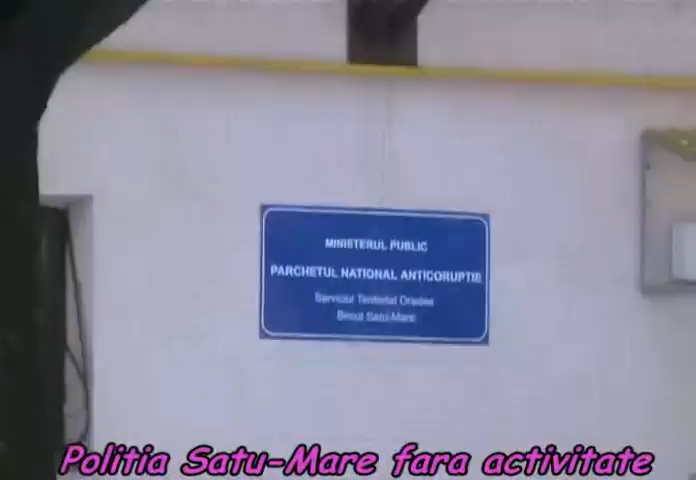 MINISTERUL PUBLIC
PARCHETUL NATIONAL ANTICORUPTIE
Serviciul Teritorial Oradea
Biroul Satu-Mare
Politia Satu-Mare fara activitate